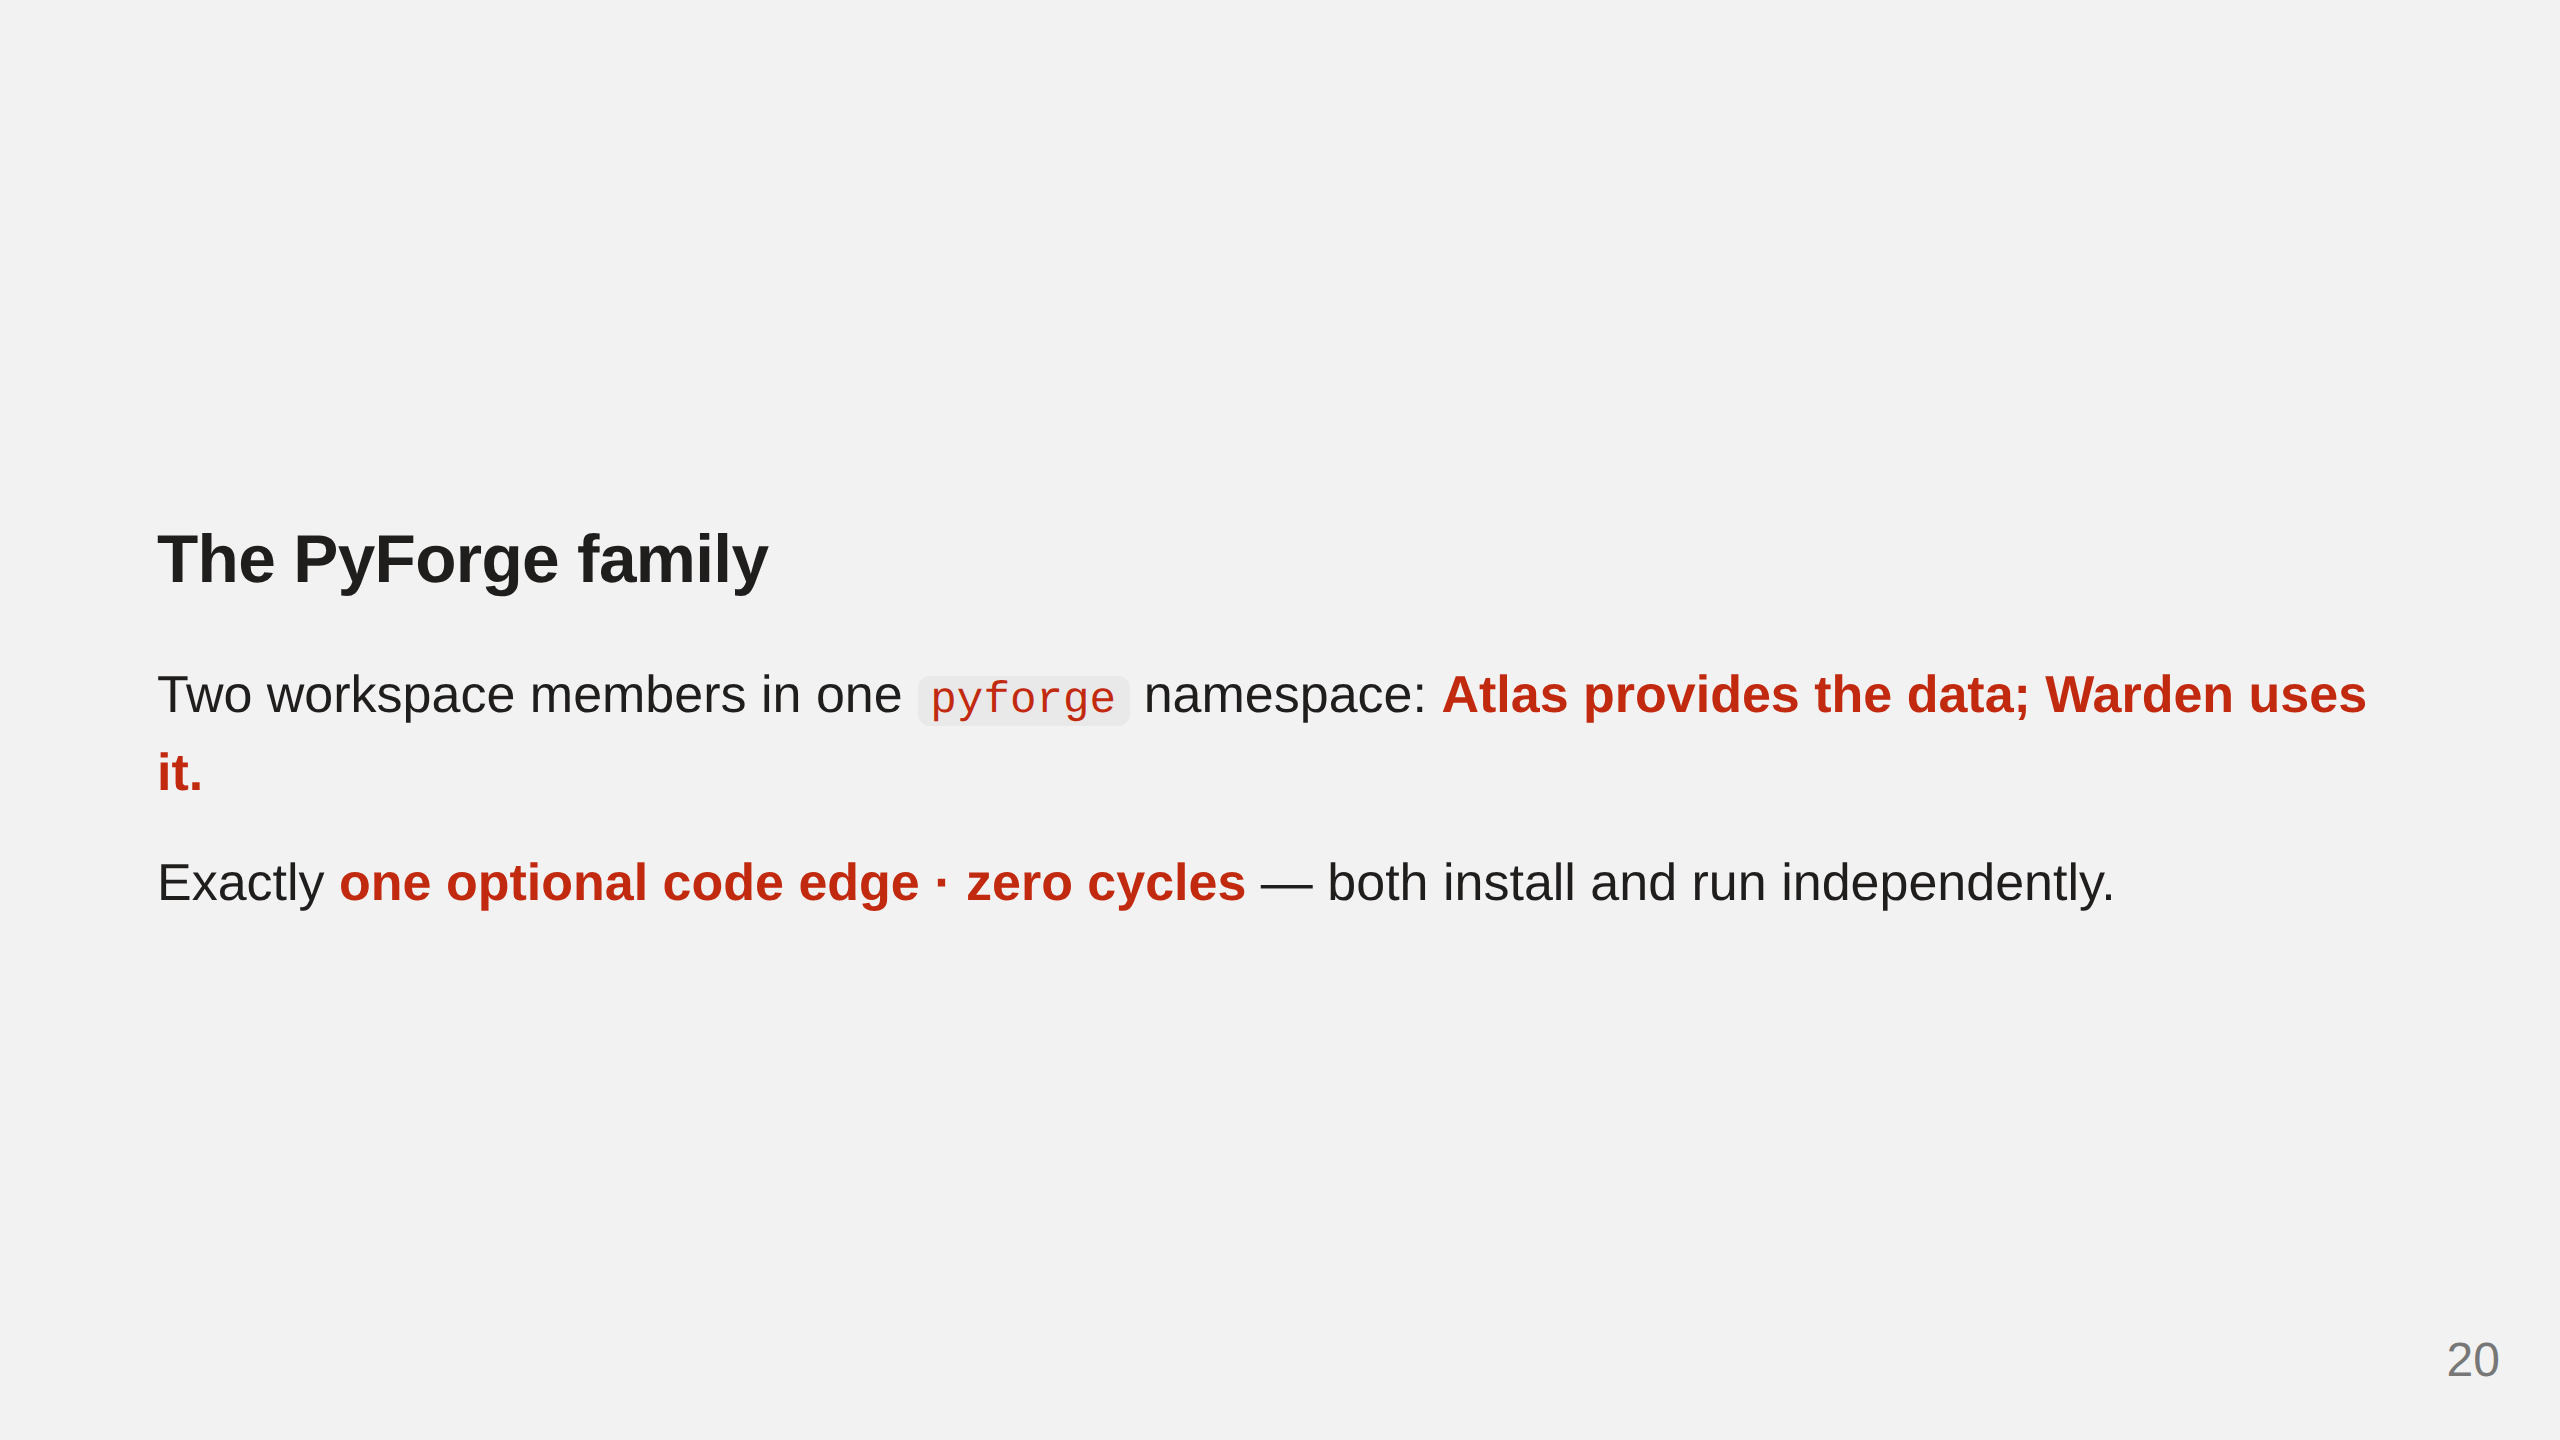 The PyForge family
Two workspace members in one pyforge namespace: Atlas provides the data; Warden uses
it.
Exactly one optional code edge · zero cycles — both install and run independently.
20